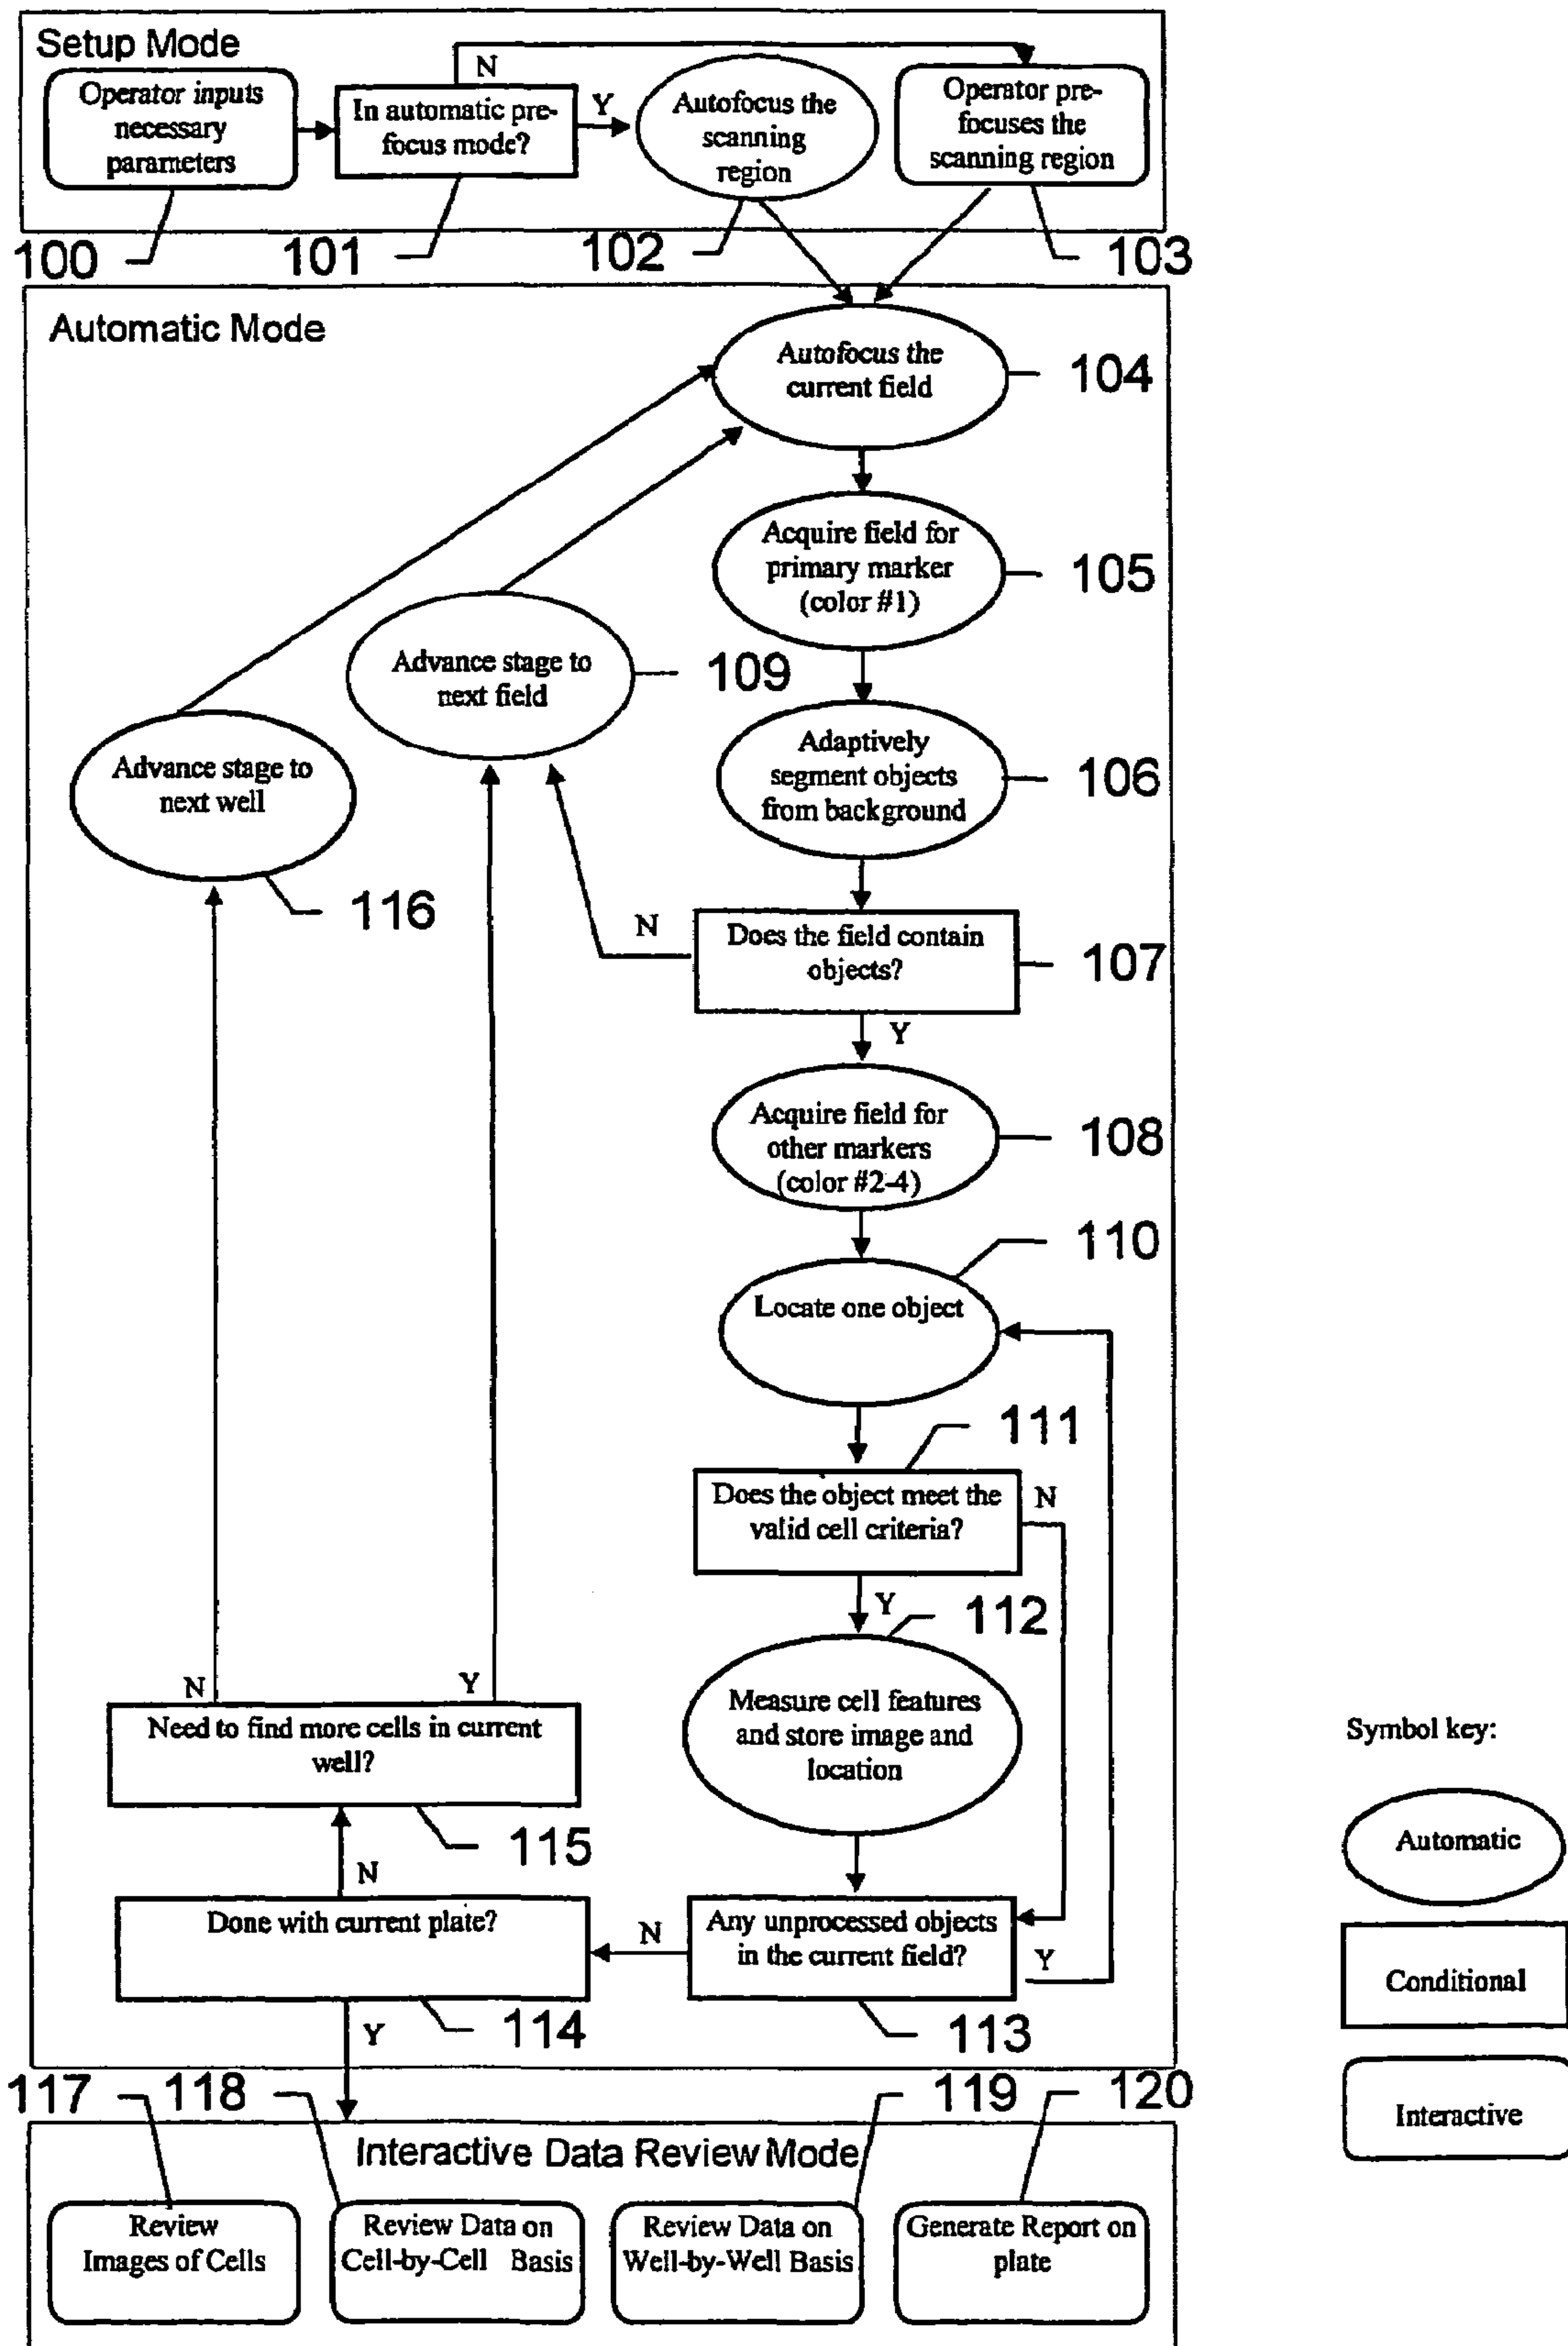 Setup Mode
Operator inputs
necessary
parameters
In automatic pre-
focus mode?
N
Y
Autofocus the
scanning
region
Operator pre-
focuses the
scanning region
100
101
102
103
Automatic Mode
Autofocus the
current field
104
Acquire field for
primary marker
(color #1)
105
Advance stage to
next field
109
Advance stage to
next well
116
Adaptively
segment objects
from background
106
Does the field contain
objects?
107
N
Y
Acquire field for
other markers
(color #2-4)
108
110
Locate one object
111
Does the object meet the
valid cell criteria?
N
Y
112
Measure cell features
and store image and
location
N
Y
Need to find more cells in current
well?
115
N
Done with current plate?
N
Any unprocessed objects
in the current field?
Y
114
Y
113
Symbol key:
Automatic
Conditional
Interactive
117
118
119
120
Interactive Data Review Mode
Review
Images of Cells
Review Data on
Cell-by-Cell Basis
Review Data on
Well-by-Well Basis
Generate Report on
plate